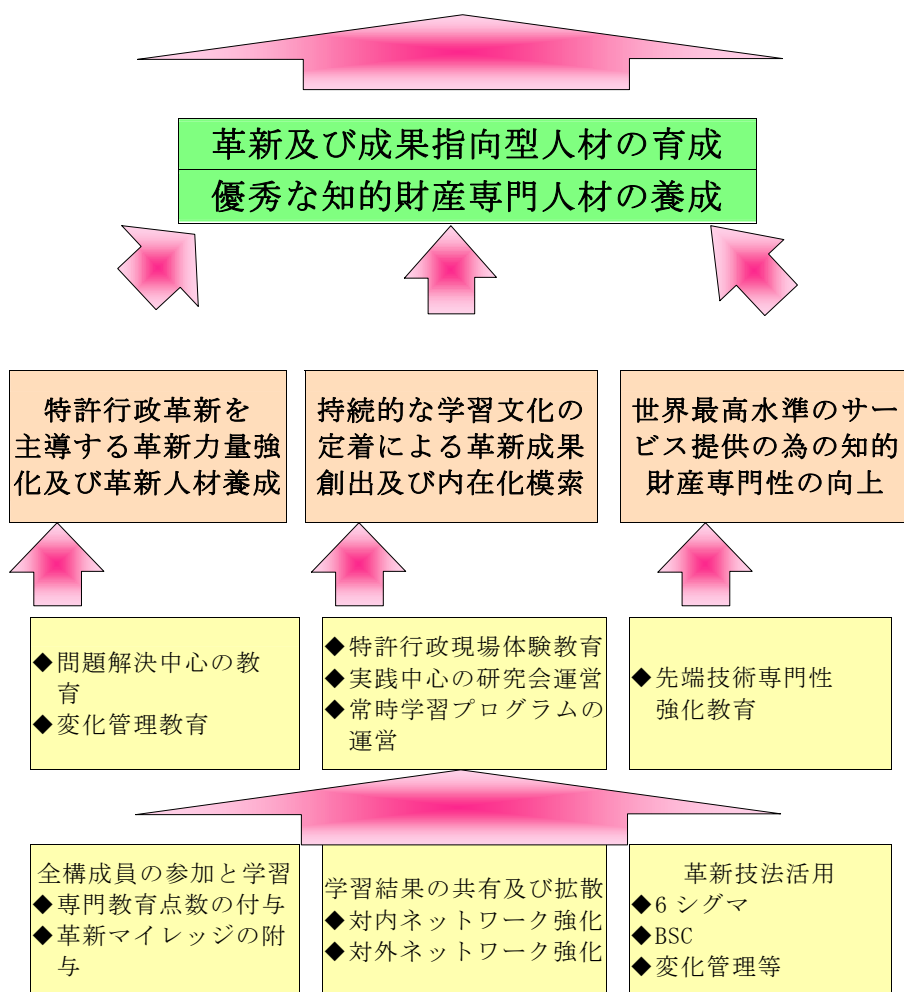 革新及び成果指向型人材の育成
優秀な知的財産専門人材の養成
特許行政革新を
主導する革新力量強
化及び革新人材養成
持続的な学習文化の
定着による革新成果
創出及び内在化模索
世界最高水準のサー
ビス提供の為の知的
財産専門性の向上
◆問題解決中心の教
育
◆変化管理教育
◆特許行政現場体験教育
◆実践中心の研究会運営
◆常時学習プログラムの
運営
◆先端技術専門性
強化教育
全構成員の参加と学習
◆専門教育点数の付与
◆革新マイレッジの附
与
学習結果の共有及び拡散
◆対内ネットワーク強化
◆対外ネットワーク強化
革新技法活用
◆6 シグマ
◆BSC
◆変化管理等